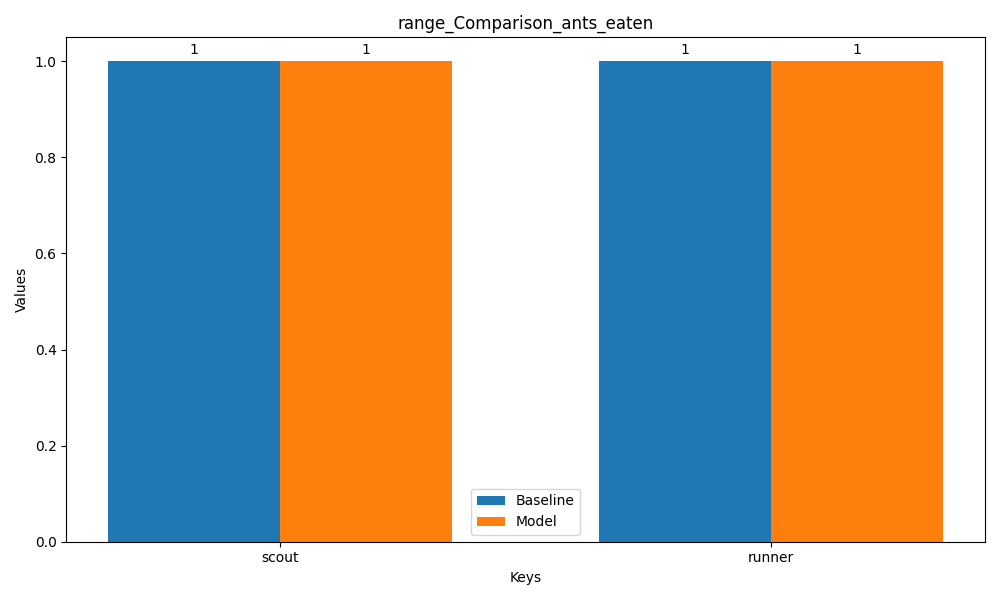 range_Comparison_ants_eaten
1 1 1 1
1.0
0.8
0.6
0.4
0.2
0.0
Values
Baseline
Model
scout runner
Keys